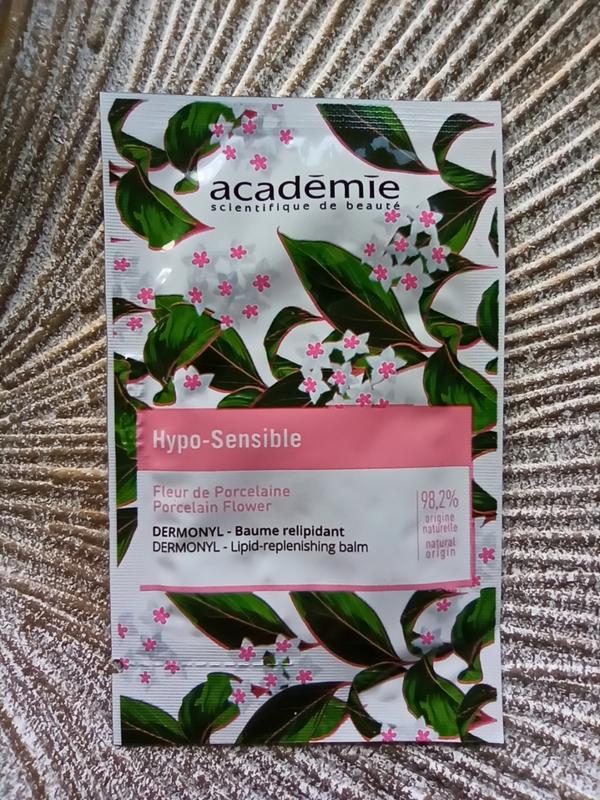 acadēmie
scientifique de beauté
Hypo-Sensible
Fleur de Porcelaine
Porcelain Flower
98,2%
origine
naturelle
natural
origin
DERMONYL - Baume relipidant
DERMONYL - Lipid-replenishing balm